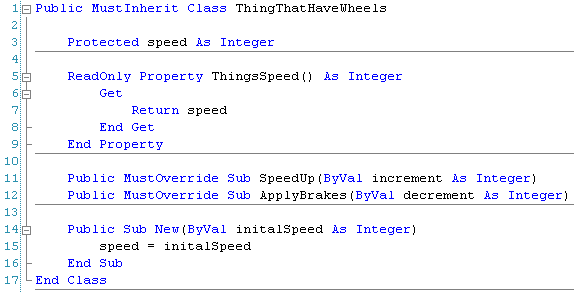 1 Public MustInherit Class ThingThatHaveWheels
2
3 Protected speed As Integer
4
5 ReadOnly Property ThingsSpeed() As Integer
6 Get
7 Return speed
8 End Get
9 End Property
10
11 Public MustOverride Sub SpeedUp(ByVal increment As Integer)
12 Public MustOverride Sub ApplyBrakes(ByVal decrement As Integer)
13
14 Public Sub New(ByVal initalSpeed As Integer)
15 speed = initalSpeed
16 End Sub
17 End Class